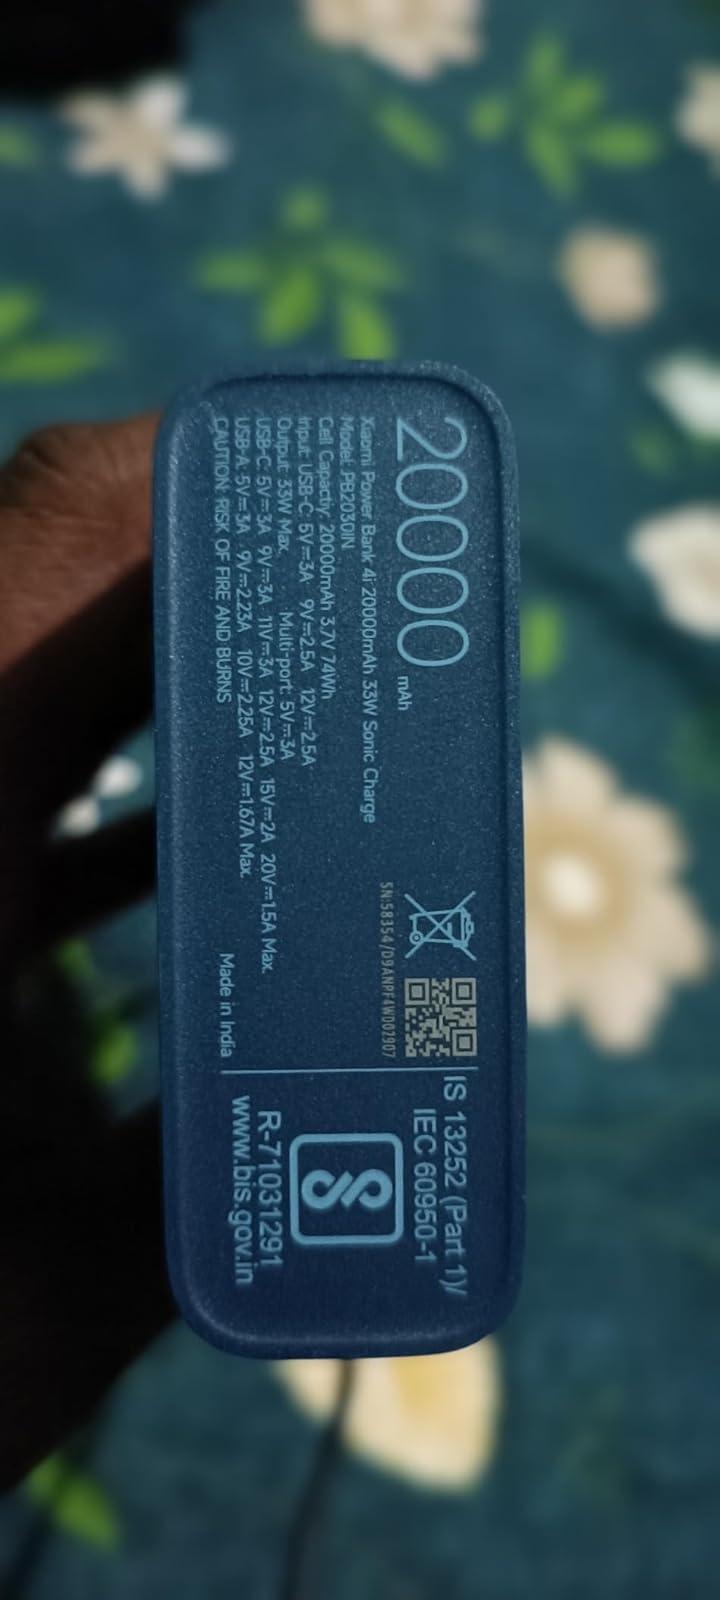 20000 mAh
Xiaomi Power Bank 4i 20000mAh 33W Sonic Charge
Model: PB2030IN
Cell Capactiy: 20000mAh 3.7V 74Wh
Input: USB-C: 5V⎓3A 9V⎓2.5A 12V⎓2.5A
Output: 33W Max. Multi-port: 5V⎓3A
USB-C: 5V⎓3A 9V⎓3A 11V⎓3A 12V⎓2.5A 15V⎓2A 20V⎓1.5A Max.
USB-A: 5V⎓3A 9V⎓2.23A 10V⎓2.25A 12V⎓1.67A Max.
CAUTION: RISK OF FIRE AND BURNS
SN:58354/D9ANPF4W002907
Made in India
IS 13252 (Part 1)/
IEC 60950-1
R-71031291
www.bis.gov.in